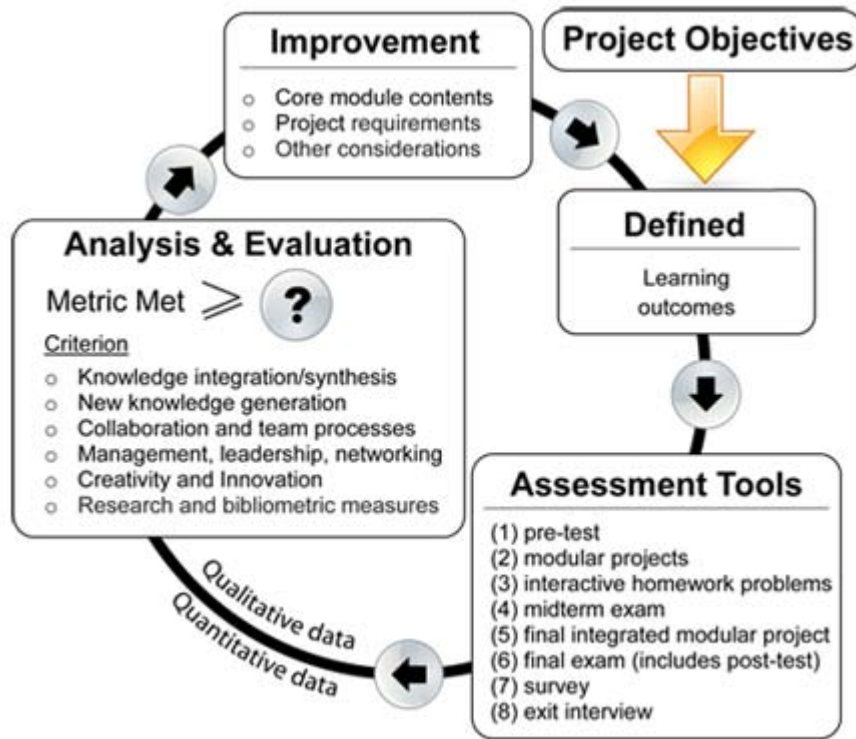 Project Objectives
Defined
Learning
outcomes
Assessment Tools
(1) pre-test
(2) modular projects
(3) interactive homework problems
(4) midterm exam
(5) final integrated modular project
(6) final exam (includes post-test)
(7) survey
(8) exit interview
Qualitative data
Quantitative data
Analysis & Evaluation
Metric Met ⩾ ?
Criterion
○ Knowledge integration/synthesis
○ New knowledge generation
○ Collaboration and team processes
○ Management, leadership, networking
○ Creativity and Innovation
○ Research and bibliometric measures
Improvement
○ Core module contents
○ Project requirements
○ Other considerations